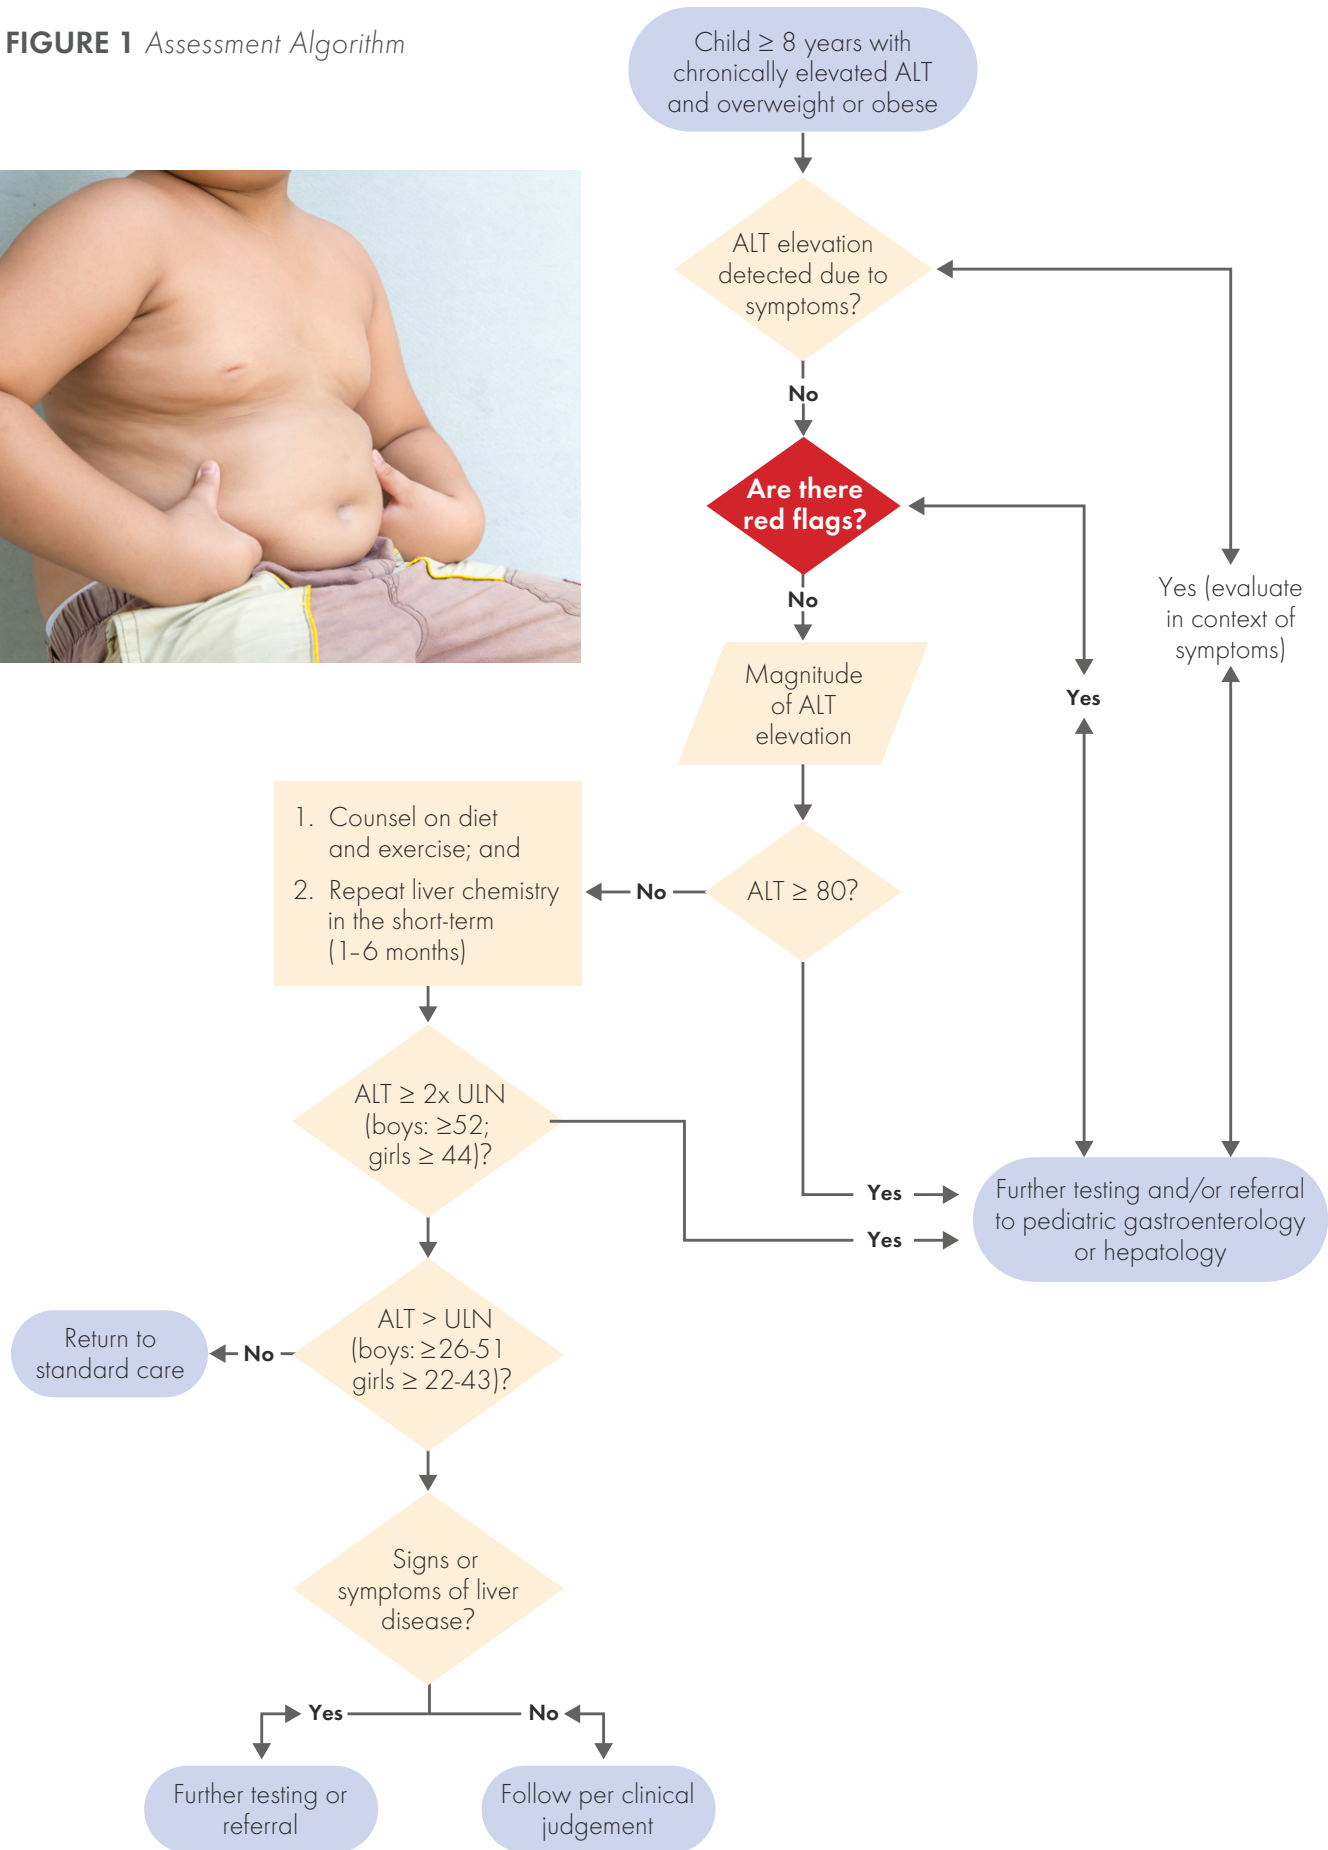 FIGURE 1 Assessment Algorithm
Child ≥ 8 years with
chronically elevated ALT
and overweight or obese
ALT elevation
detected due to
symptoms?
No
Are there
red flags?
No
Yes (evaluate
in context of
symptoms)
Yes
Magnitude
of ALT
elevation
ALT ≥ 80?
No
1. Counsel on diet
and exercise; and
2. Repeat liver chemistry
in the short-term
(1–6 months)
ALT ≥ 2x ULN
(boys: ≥52;
girls ≥ 44)?
Yes
Yes
Further testing and/or referral
to pediatric gastroenterology
or hepatology
ALT > ULN
(boys: ≥26-51
girls ≥ 22-43)?
No
Return to
standard care
Signs or
symptoms of liver
disease?
Yes
No
Further testing or
referral
Follow per clinical
judgement